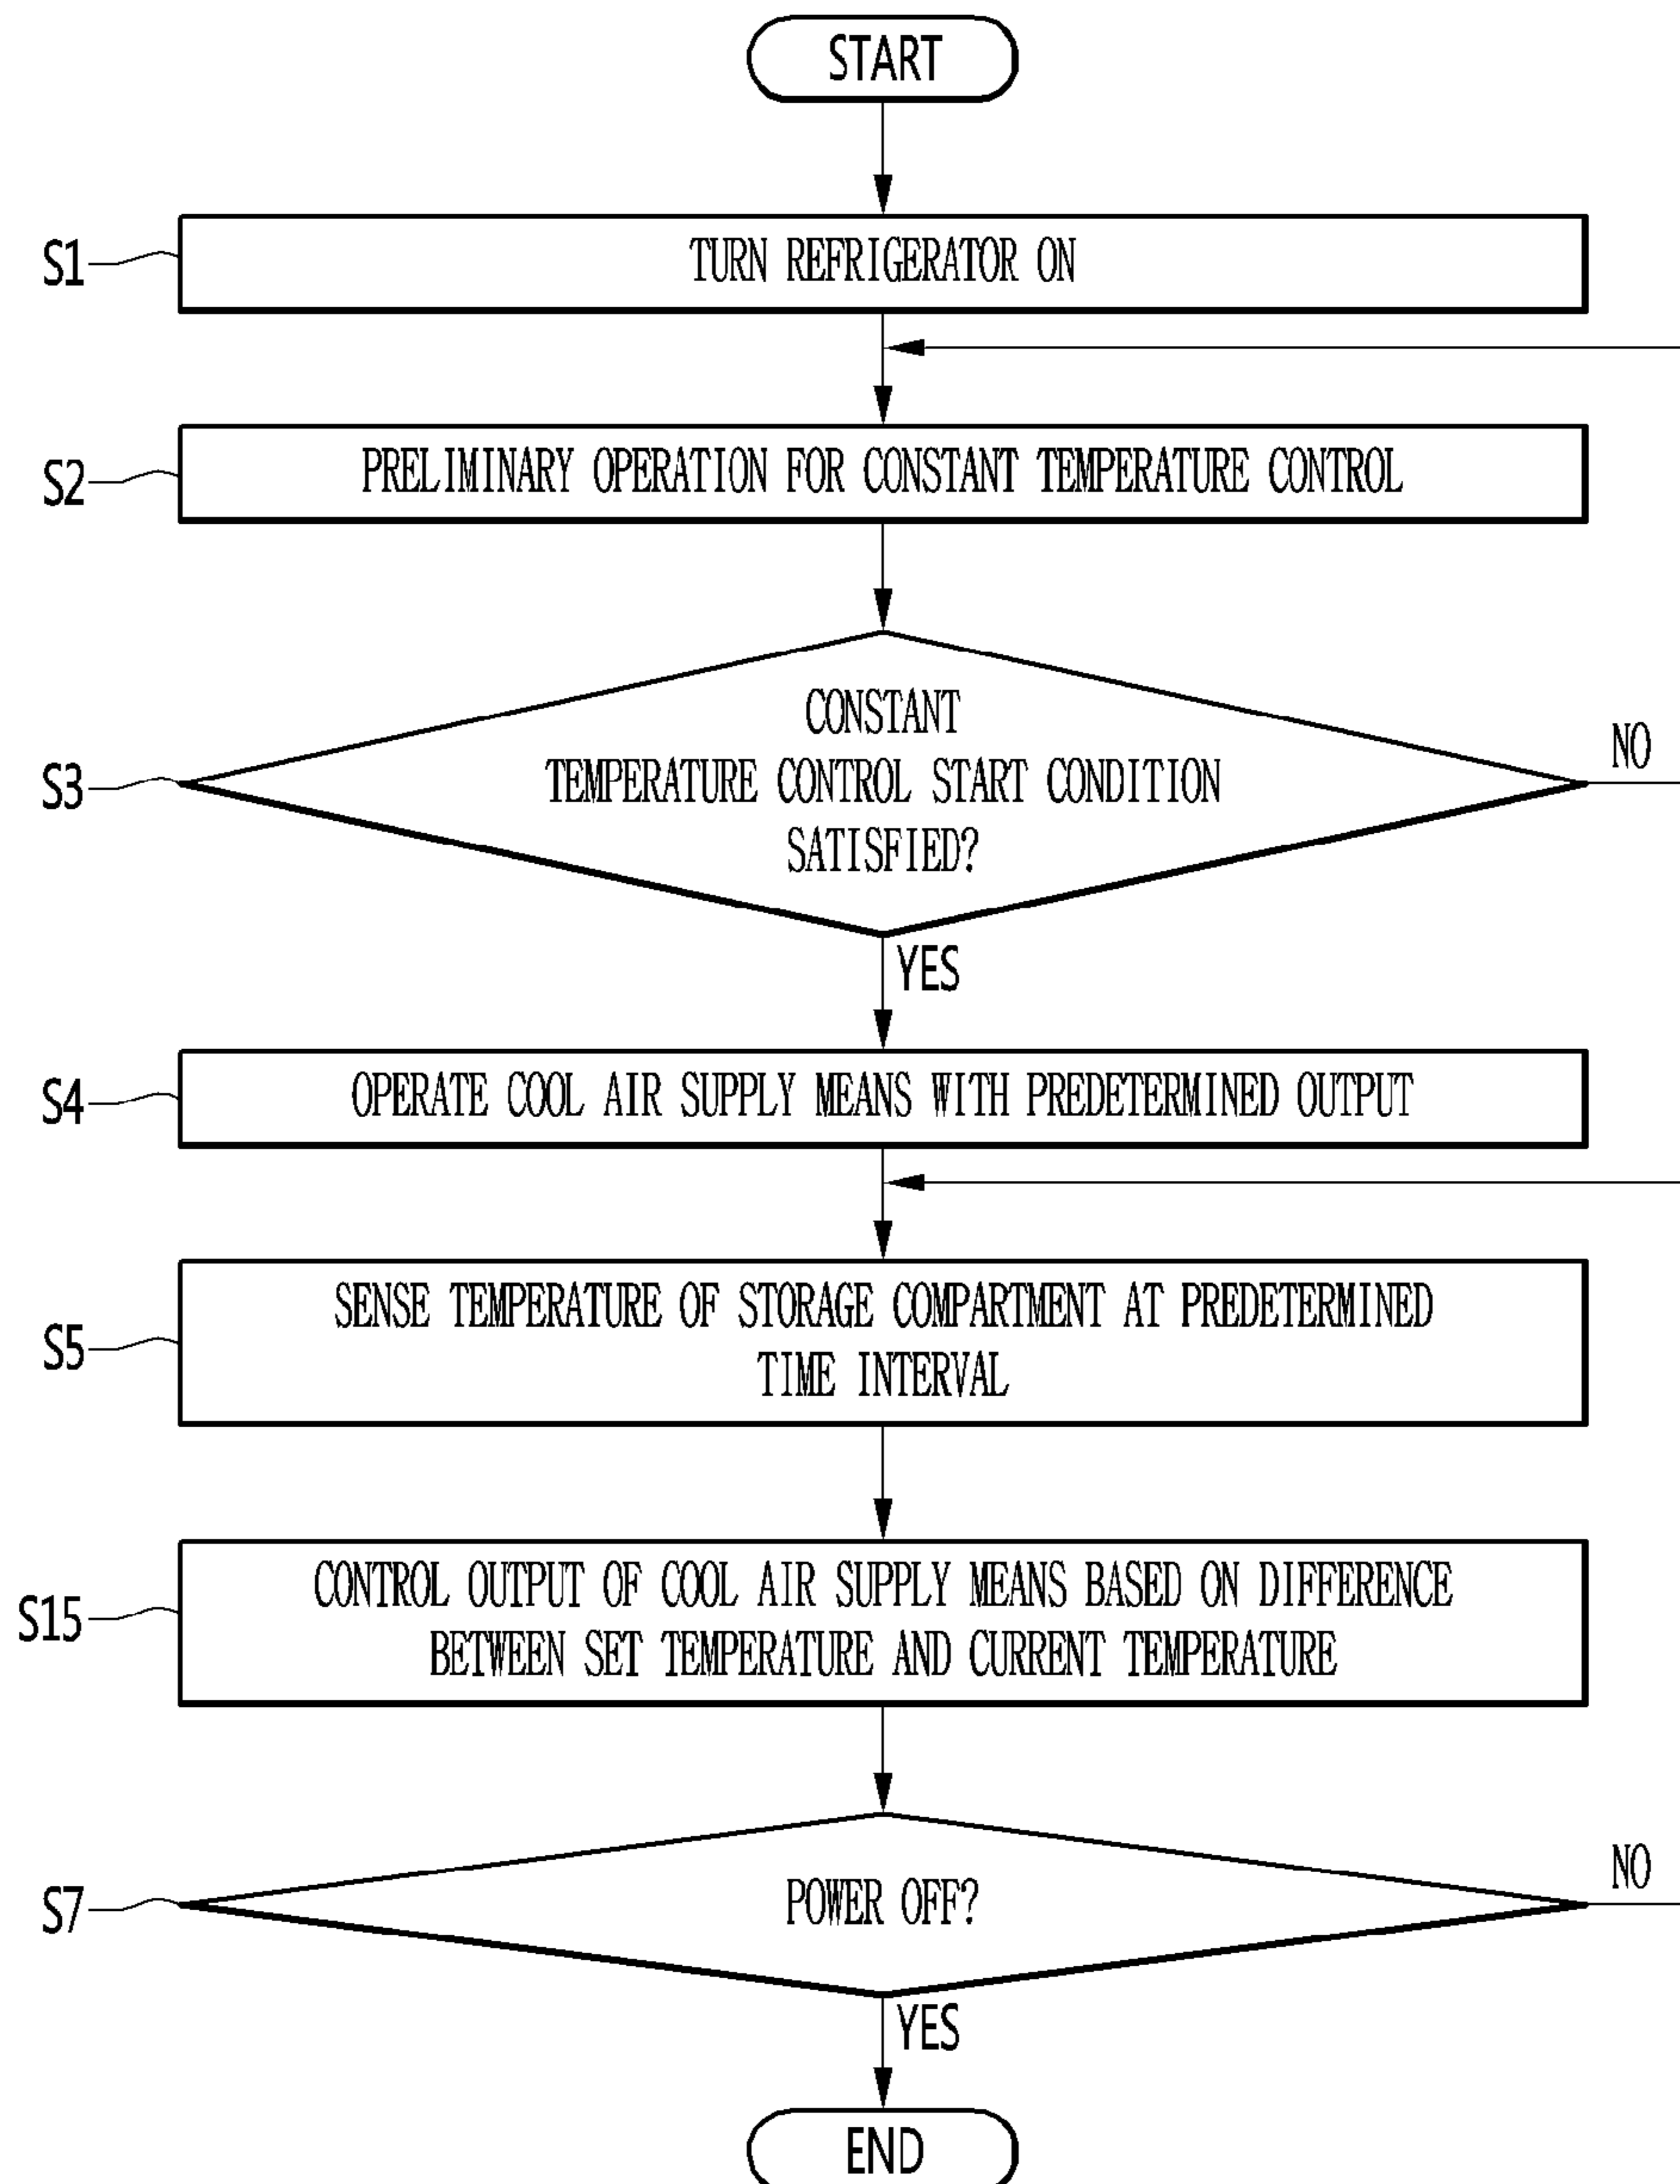 START
S1
TURN REFRIGERATOR ON
S2
PRELIMINARY OPERATION FOR CONSTANT TEMPERATURE CONTROL
S3
CONSTANT
TEMPERATURE CONTROL START CONDITION
SATISFIED?
NO
YES
S4
OPERATE COOL AIR SUPPLY MEANS WITH PREDETERMINED OUTPUT
S5
SENSE TEMPERATURE OF STORAGE COMPARTMENT AT PREDETERMINED
TIME INTERVAL
S15
CONTROL OUTPUT OF COOL AIR SUPPLY MEANS BASED ON DIFFERENCE
BETWEEN SET TEMPERATURE AND CURRENT TEMPERATURE
S7
POWER OFF?
NO
YES
END